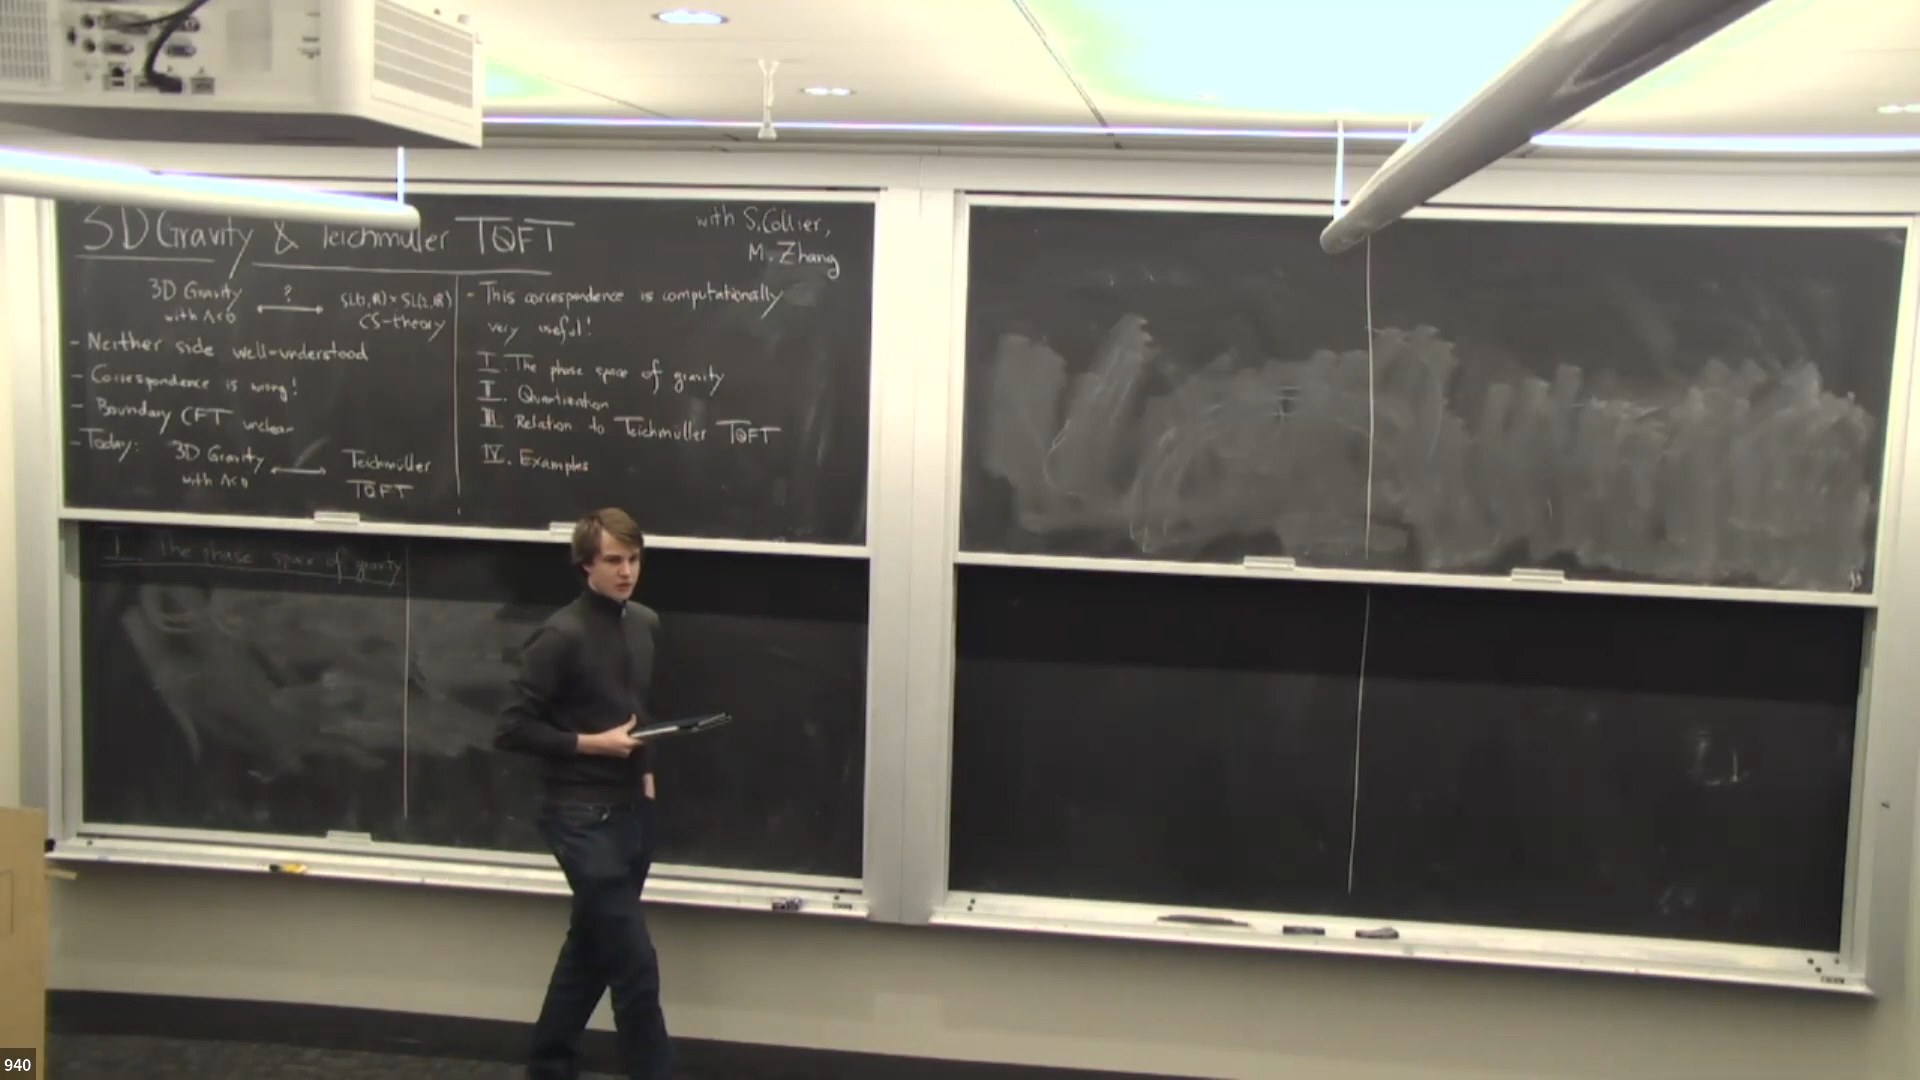 3D Gravity & Teichmüller TQFT
with S. Collier,
M. Zhang
3D Gravity
with Λ<0
?
SL(2,R) × SL(2,R)
CS-theory
- Neither side well-understood
- Correspondence is wrong!
- Boundary CFT unclear
- Today: 3D Gravity
with Λ<0
Teichmüller
TQFT
- This correspondence is computationally
very useful!
I. The phase space of gravity
II. Quantization
III. Relation to Teichmüller TQFT
IV. Examples
I. The phase space of gravity
940